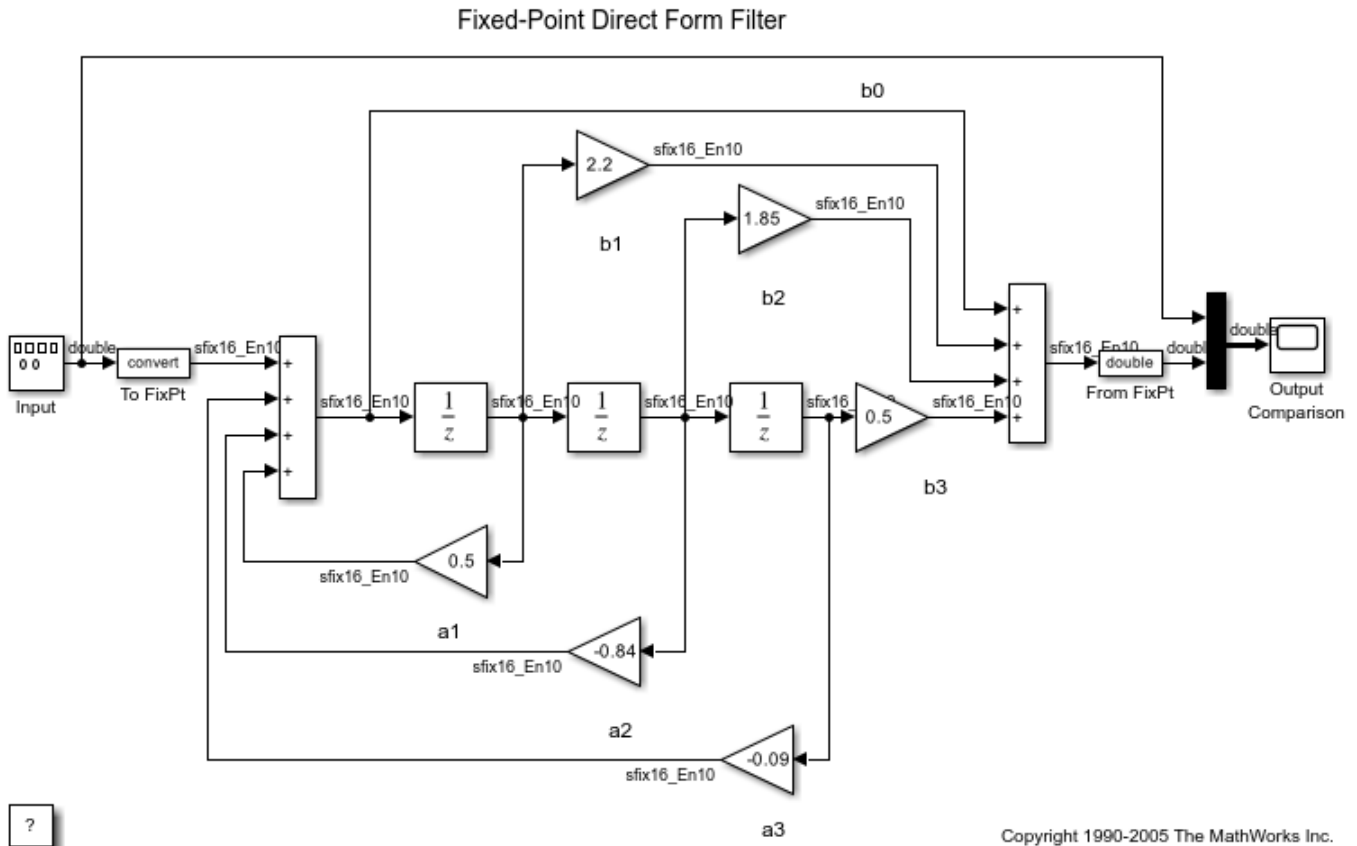 Fixed-Point Direct Form Filter
b0
2.2
sfix16_En10
1.85
sfix16_En10
b1
b2
Input
double
convert
To FixPt
sfix16_En10
+
+
+
+
sfix16_En10
1
z
sfix16_En10
1
z
sfix16_En10
1
z
0.5
sfix16_En10
b3
+
+
+
+
sfix16_En10
double
From FixPt
double
Output
Comparison
0.5
sfix16_En10
a1
-0.84
sfix16_En10
a2
-0.09
sfix16_En10
a3
?
Copyright 1990-2005 The MathWorks Inc.